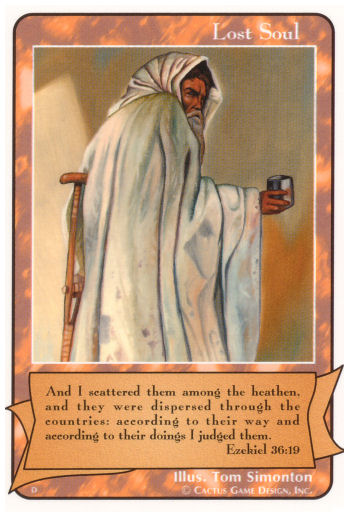 Lost Soul
And I scattered them among the heathen,
and they were dispersed through the
countries: according to their way and
according to their doings I judged them.
Ezekiel 36:19
Illus. Tom Simonton
D
© Cactus Game Design, Inc.